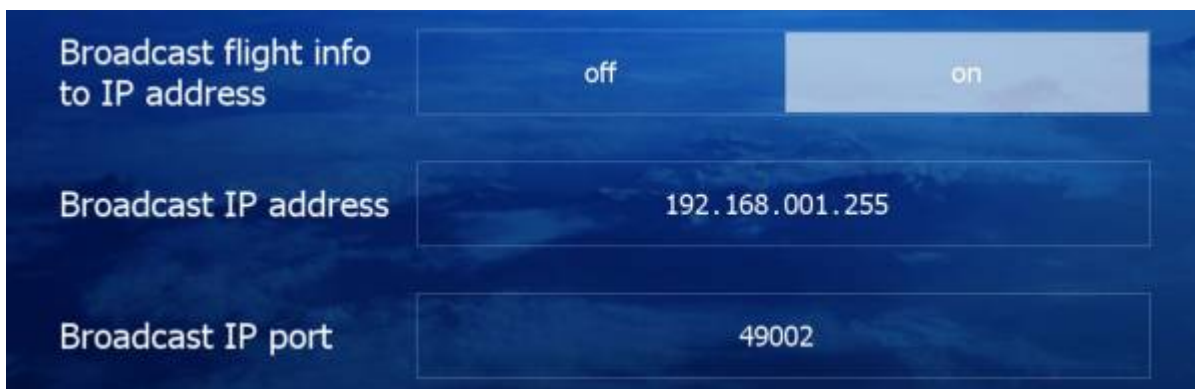 Broadcast flight info
to IP address
off
on
Broadcast IP address
192.168.001.255
Broadcast IP port
49002